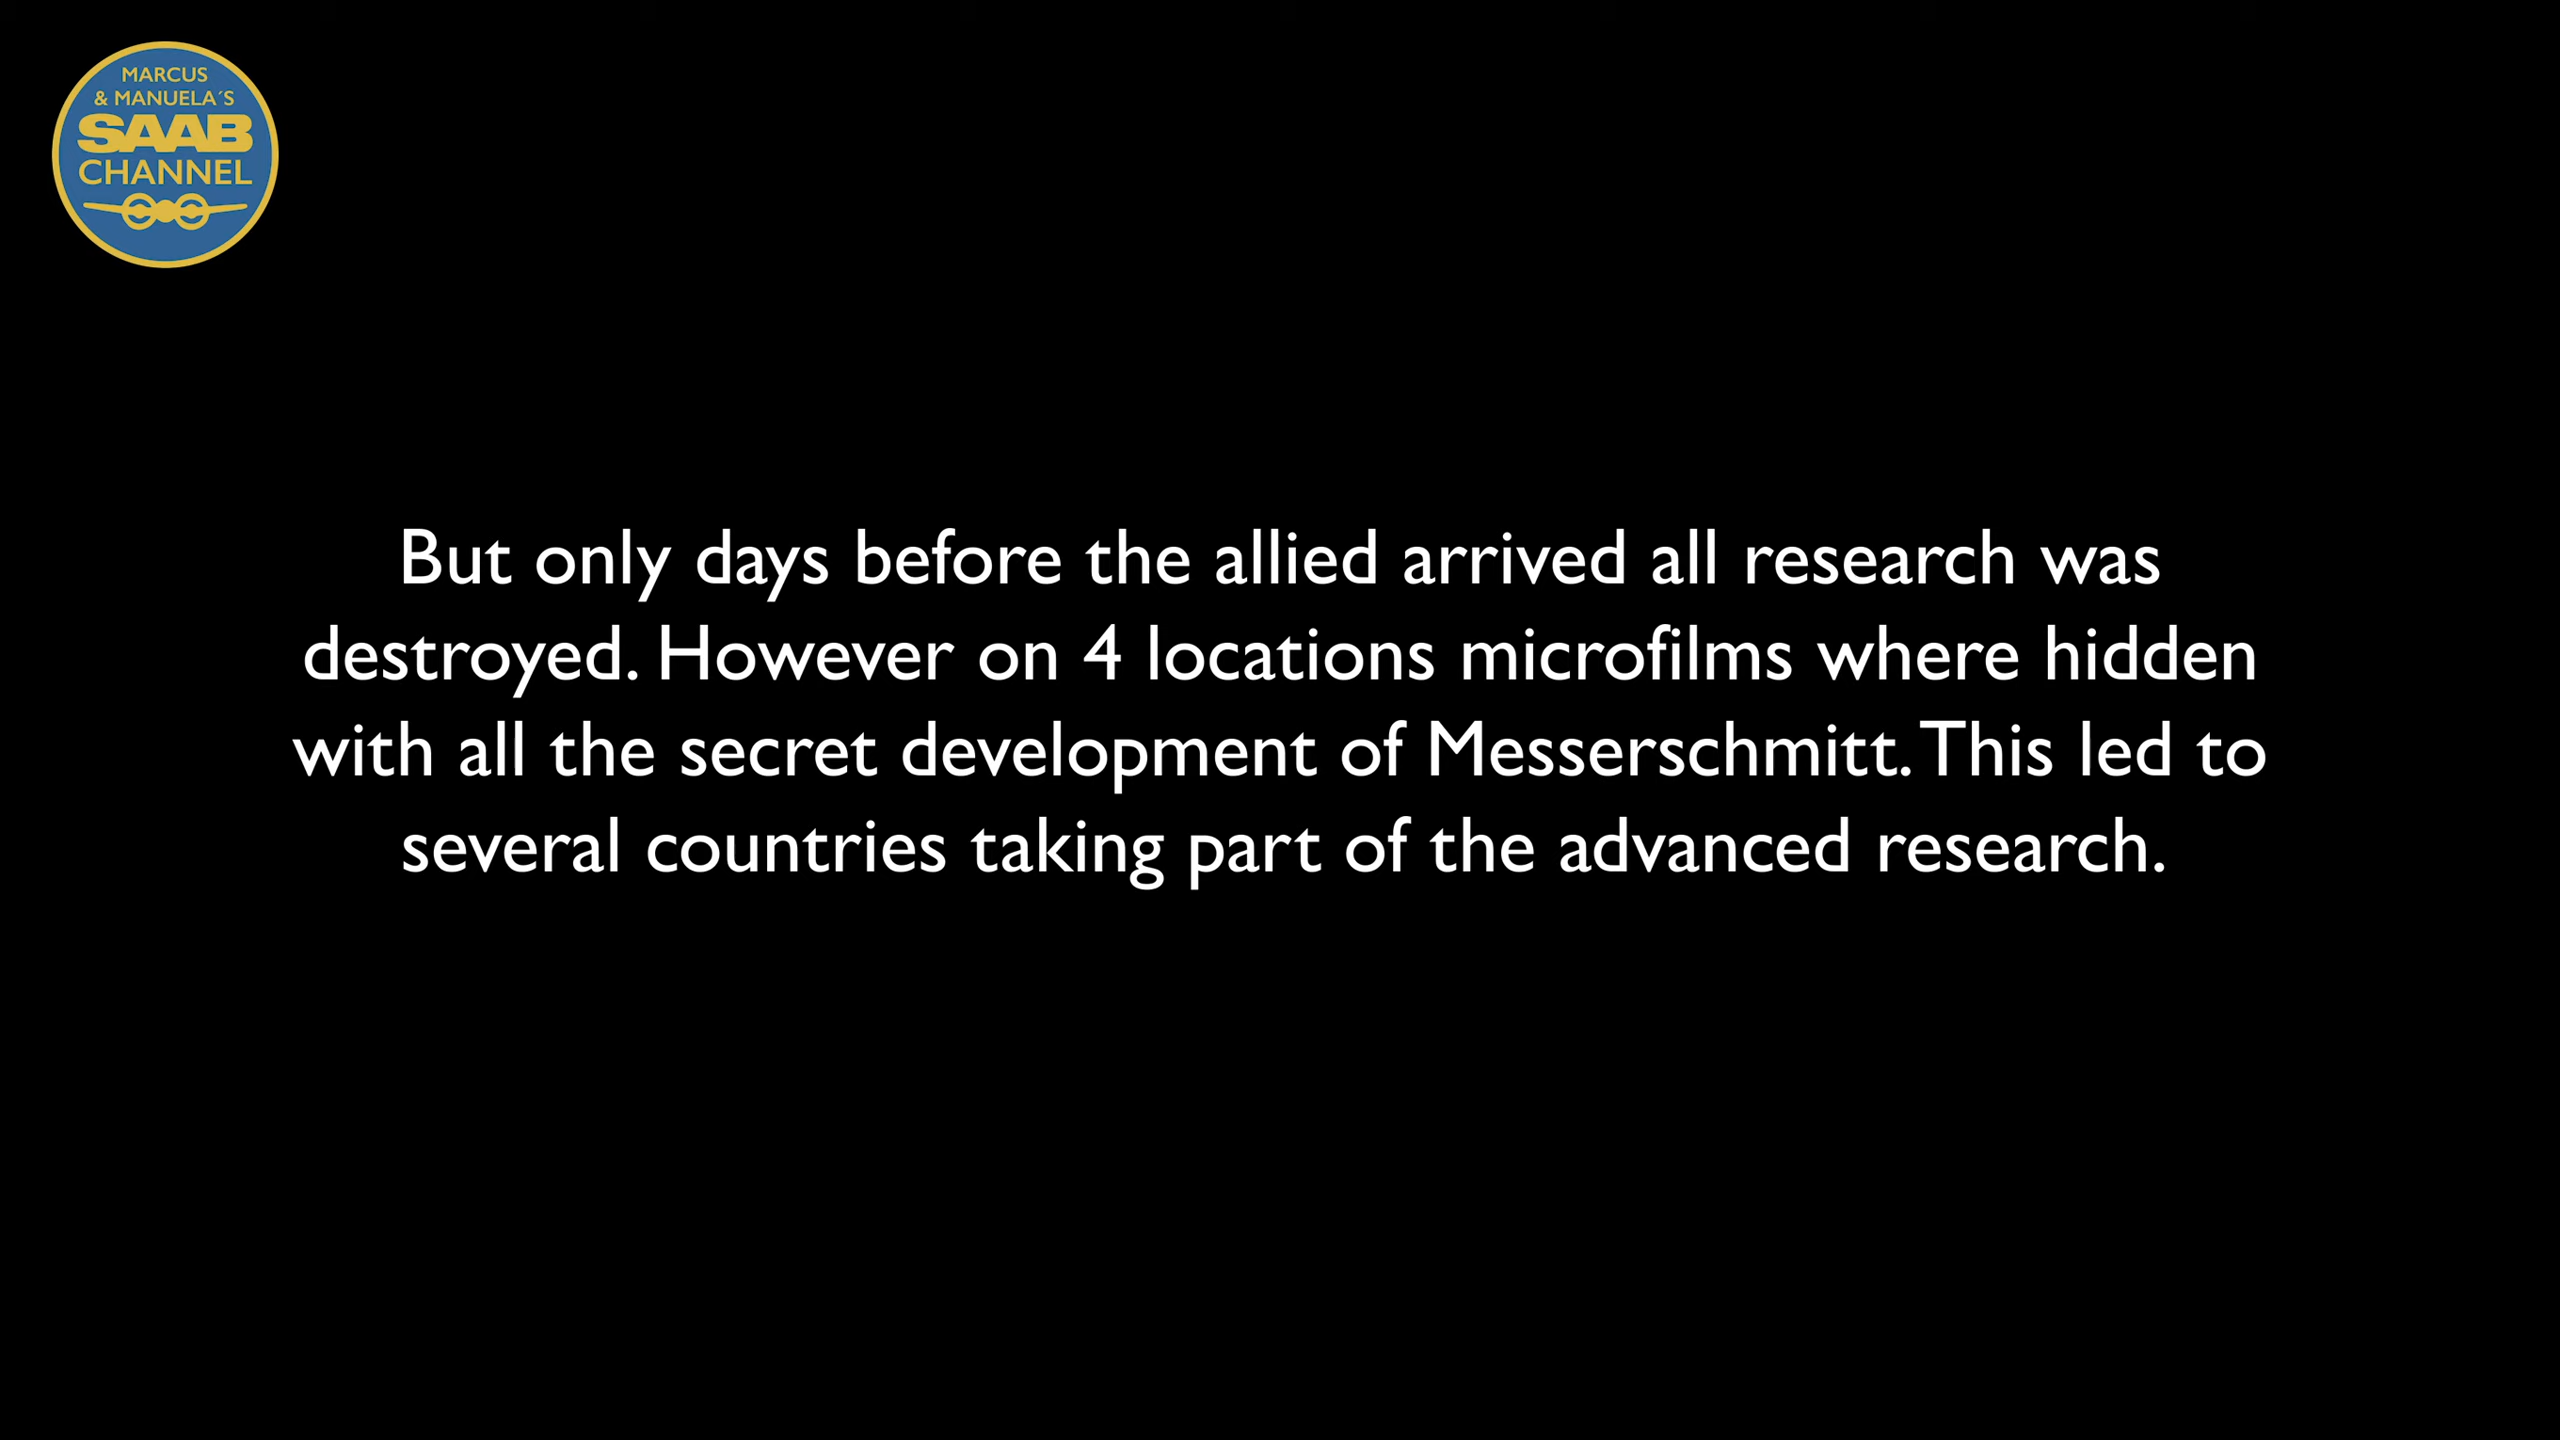 MARCUS
& MANUELA´S
SAAB
CHANNEL
But only days before the allied arrived all research was
destroyed. However on 4 locations microfilms where hidden
with all the secret development of Messerschmitt. This led to
several countries taking part of the advanced research.